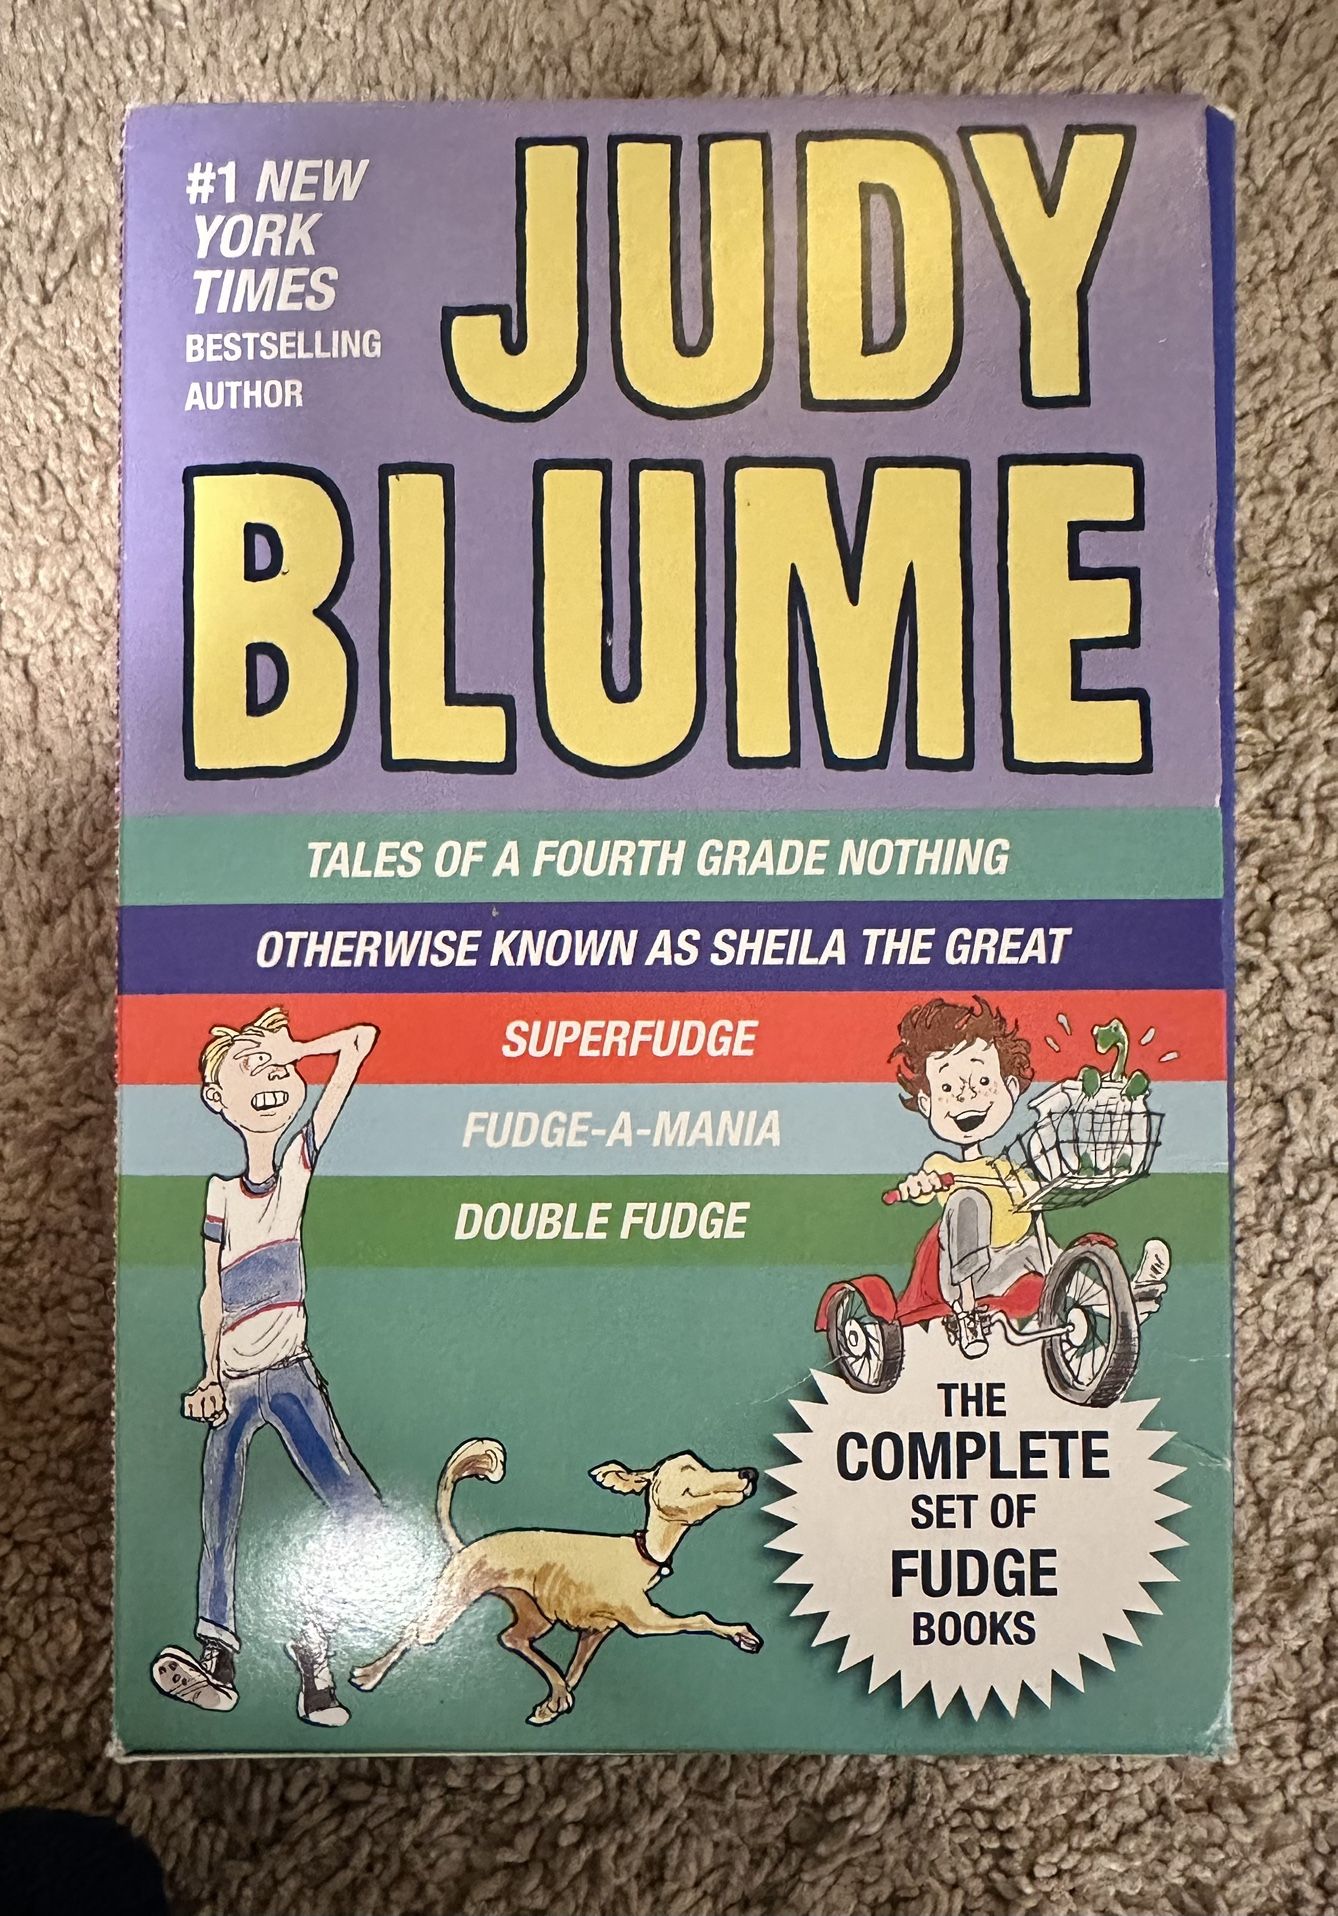 #1 NEW
YORK
TIMES
BESTSELLING
AUTHOR
JUDY
BLUME
TALES OF A FOURTH GRADE NOTHING
OTHERWISE KNOWN AS SHEILA THE GREAT
SUPERFUDGE
FUDGE-A-MANIA
DOUBLE FUDGE
THE
COMPLETE
SET OF
FUDGE
BOOKS